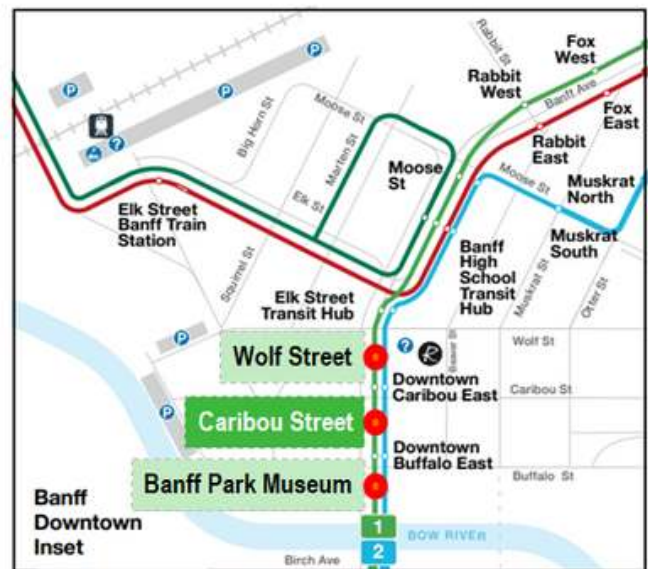 Fox
West
Rabbit St
Rabbit
West
Banff Ave
Fox
East
Rabbit
East
P
P
P
P
?
?
Big Horn St
Moose St
Marten St
Moose
St
Moose St
Muskrat
North
Elk St
Elk Street
Banff Train
Station
Squirrel St
Muskrat
South
Banff
High
School
Transit
Hub
Muskrat St
Otter St
Elk Street
Transit Hub
P
Wolf Street
?
R
Beaver St
Wolf St
P
Downtown
Caribou East
Caribou St
Caribou Street
P
Downtown
Buffalo East
Banff Park Museum
Buffalo St
Banff
Downtown
Inset
1
2
BOW RIVER
Birch Ave